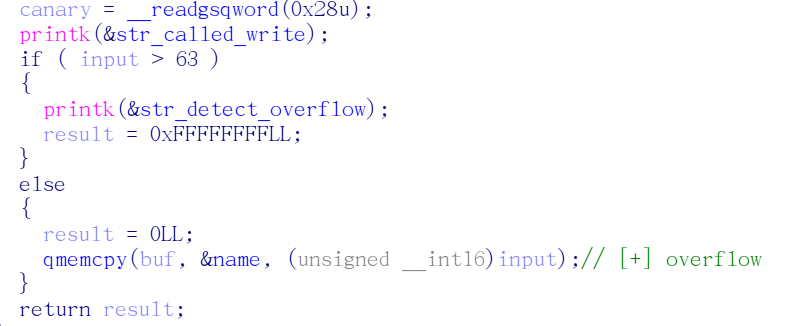 canary = __readgsqword(0x28u);
printk(&str_called_write);
if ( input > 63 )
{
printk(&str_detect_overflow);
result = 0xFFFFFFFFLL;
}
else
{
result = 0LL;
qmemcpy(buf, &name, (unsigned __int16)input);// [+] overflow
}
return result;